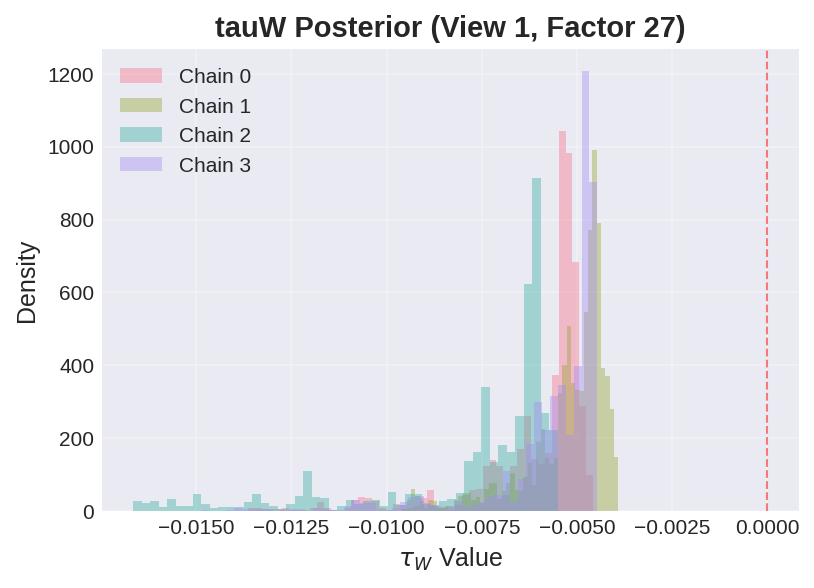 tauW Posterior (View 1, Factor 27)
1200
1000
800
600
400
200
0
Density
Chain 0
Chain 1
Chain 2
Chain 3
−0.0150 −0.0125 −0.0100 −0.0075 −0.0050 −0.0025 0.0000
τ_W Value